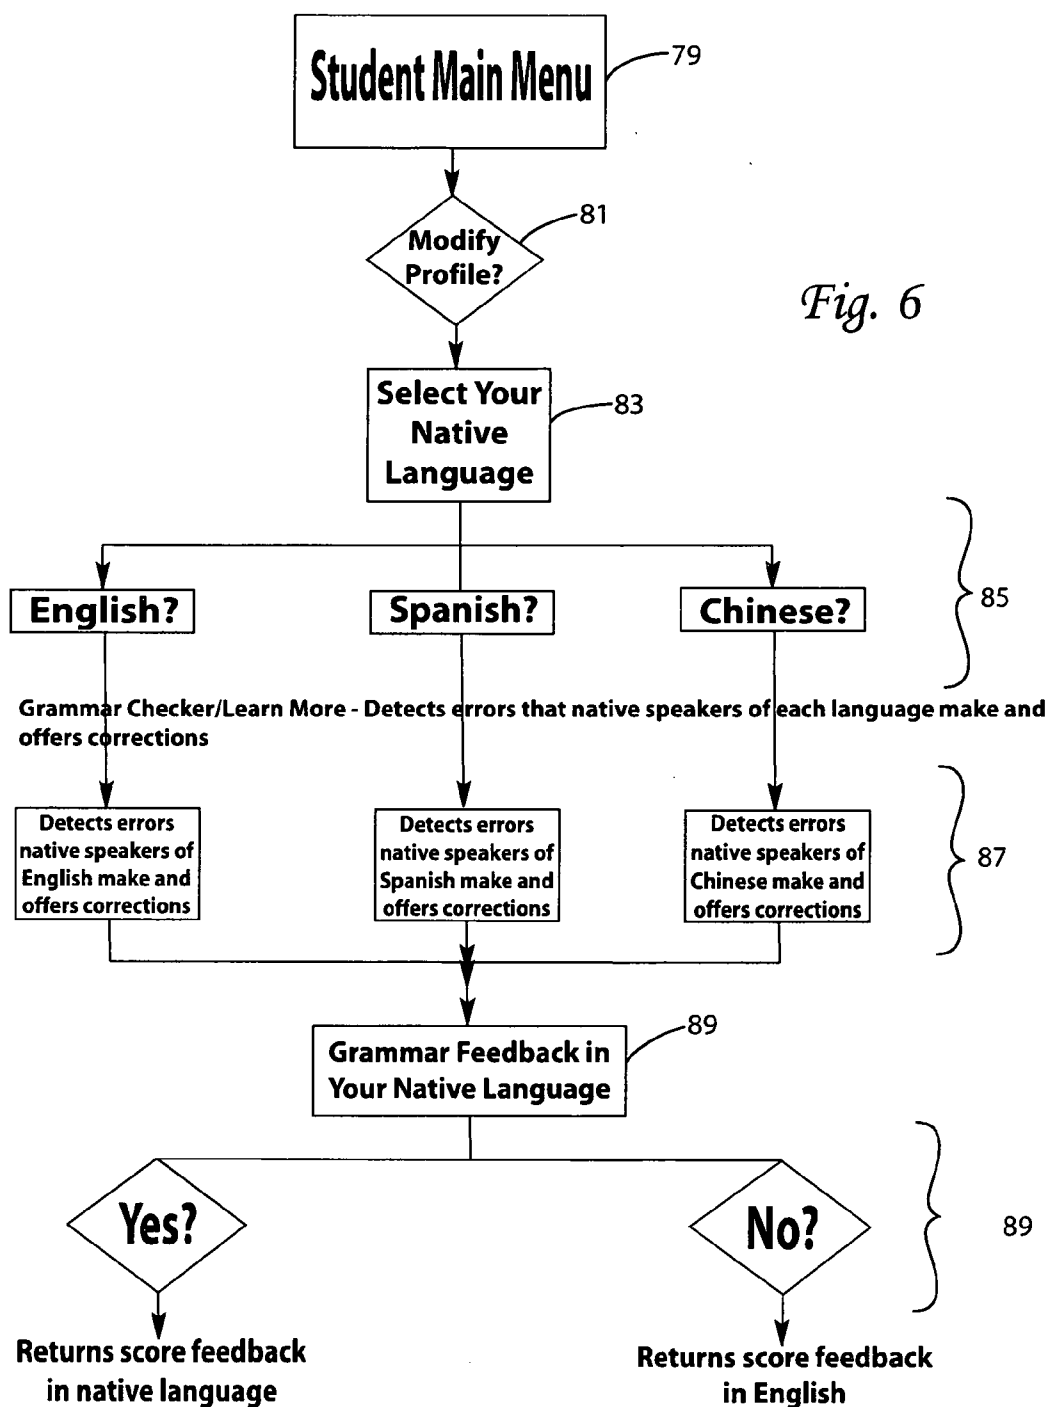 Student Main Menu
79
81
Modify
Profile?
Fig. 6
Select Your
Native
Language
83
85
English?
Spanish?
Chinese?
Grammar Checker/Learn More - Detects errors that native speakers of each language make and
offers corrections
87
Detects errors
native speakers of
English make and
offers corrections
Detects errors
native speakers of
Spanish make and
offers corrections
Detects errors
native speakers of
Chinese make and
offers corrections
89
Grammar Feedback in
Your Native Language
Yes?
No?
89
Returns score feedback
in native language
Returns score feedback
in English